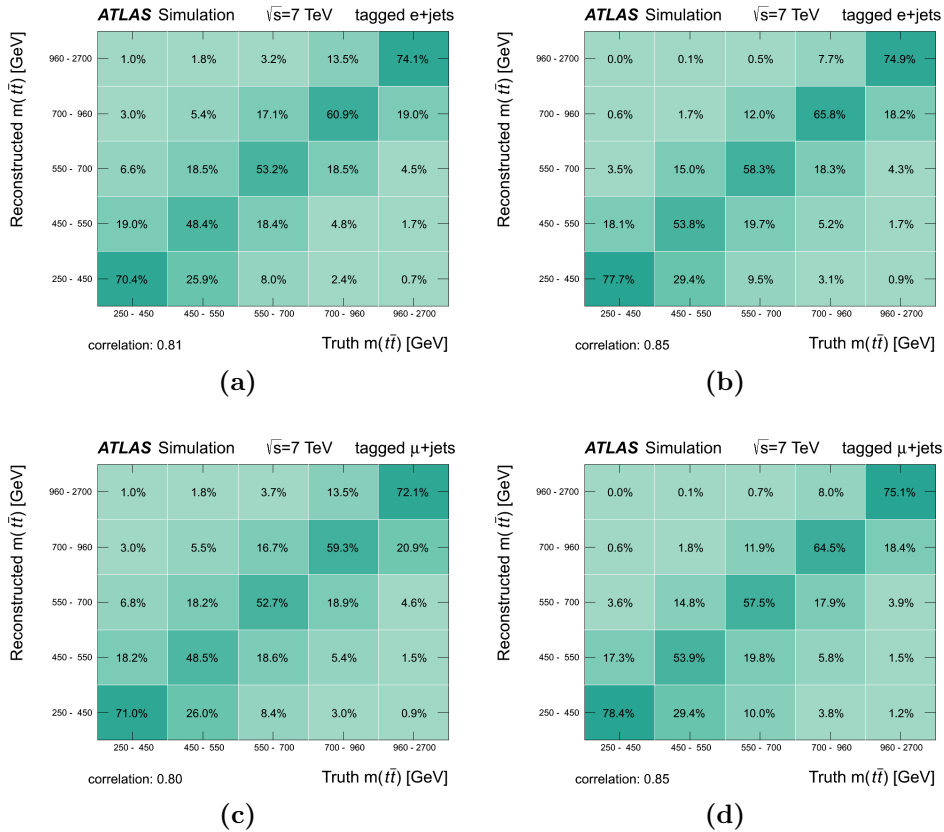 ATLAS Simulation √s=7 TeV tagged e+jets
Reconstructed m(tt̄) [GeV]
960 - 2700 1.0% 1.8% 3.2% 13.5% 74.1%
700 - 960 3.0% 5.4% 17.1% 60.9% 19.0%
550 - 700 6.6% 18.5% 53.2% 18.5% 4.5%
450 - 550 19.0% 48.4% 18.4% 4.8% 1.7%
250 - 450 70.4% 25.9% 8.0% 2.4% 0.7%
250 - 450 450 - 550 550 - 700 700 - 960 960 - 2700
correlation: 0.81 Truth m(tt̄) [GeV]
(a)
ATLAS Simulation √s=7 TeV tagged e+jets
Reconstructed m(tt̄) [GeV]
960 - 2700 0.0% 0.1% 0.5% 7.7% 74.9%
700 - 960 0.6% 1.7% 12.0% 65.8% 18.2%
550 - 700 3.5% 15.0% 58.3% 18.3% 4.3%
450 - 550 18.1% 53.8% 19.7% 5.2% 1.7%
250 - 450 77.7% 29.4% 9.5% 3.1% 0.9%
250 - 450 450 - 550 550 - 700 700 - 960 960 - 2700
correlation: 0.85 Truth m(tt̄) [GeV]
(b)
ATLAS Simulation √s=7 TeV tagged μ+jets
Reconstructed m(tt̄) [GeV]
960 - 2700 1.0% 1.8% 3.7% 13.5% 72.1%
700 - 960 3.0% 5.5% 16.7% 59.3% 20.9%
550 - 700 6.8% 18.2% 52.7% 18.9% 4.6%
450 - 550 18.2% 48.5% 18.6% 5.4% 1.5%
250 - 450 71.0% 26.0% 8.4% 3.0% 0.9%
250 - 450 450 - 550 550 - 700 700 - 960 960 - 2700
correlation: 0.80 Truth m(tt̄) [GeV]
(c)
ATLAS Simulation √s=7 TeV tagged μ+jets
Reconstructed m(tt̄) [GeV]
960 - 2700 0.0% 0.1% 0.7% 8.0% 75.1%
700 - 960 0.6% 1.8% 11.9% 64.5% 18.4%
550 - 700 3.6% 14.8% 57.5% 17.9% 3.9%
450 - 550 17.3% 53.9% 19.8% 5.8% 1.5%
250 - 450 78.4% 29.4% 10.0% 3.8% 1.2%
250 - 450 450 - 550 550 - 700 700 - 960 960 - 2700
correlation: 0.85 Truth m(tt̄) [GeV]
(d)